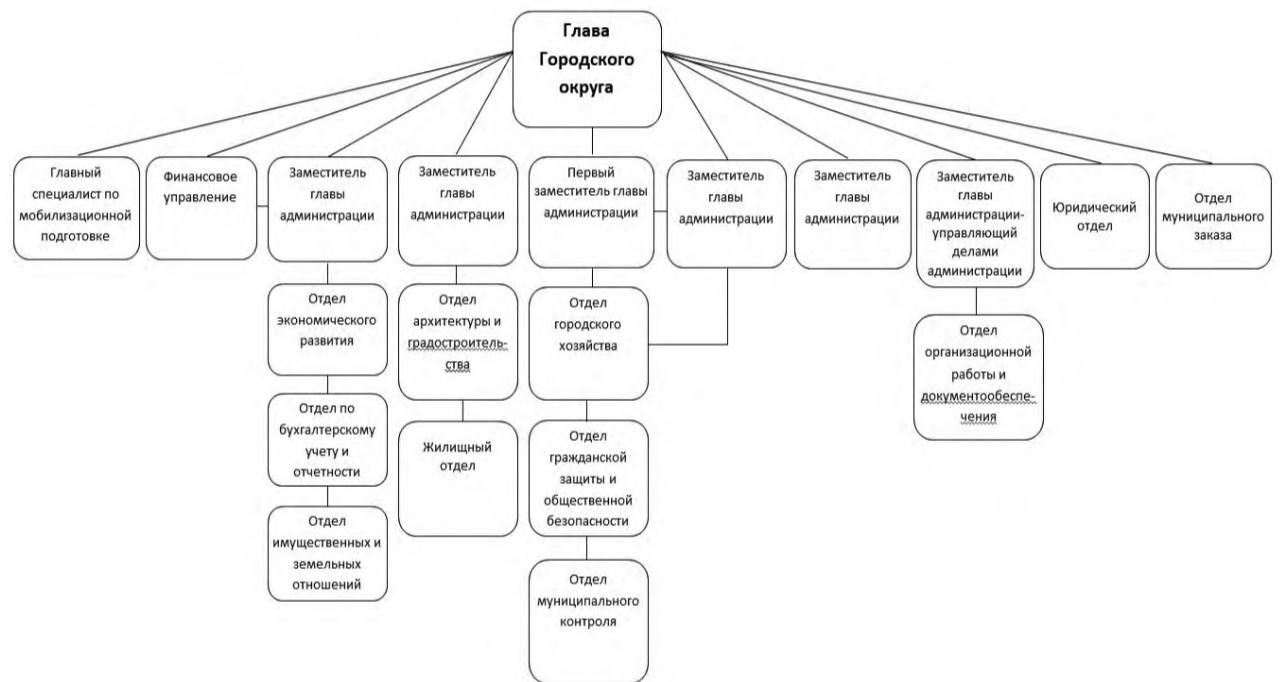 Глава
Городского
округа
Главный
специалист по
мобилизационной
подготовке
Финансовое
управление
Заместитель
главы
администрации
Заместитель
главы
администрации
Первый
заместитель главы
администрации
Заместитель
главы
администрации
Заместитель
главы
администрации
Заместитель
главы
администрации-
управляющий
делами
администрации
Юридический
отдел
Отдел
муниципального
заказа
Отдел
экономического
развития
Отдел
архитектуры и
градостроитель-
ства
Отдел
городского
хозяйства
Отдел
организационной
работы и
документообеспе-
чения
Отдел по
бухгалтерскому
учету и
отчетности
Жилищный
отдел
Отдел
гражданской
защиты и
общественной
безопасности
Отдел
имущественных и
земельных
отношений
Отдел
муниципального
контроля